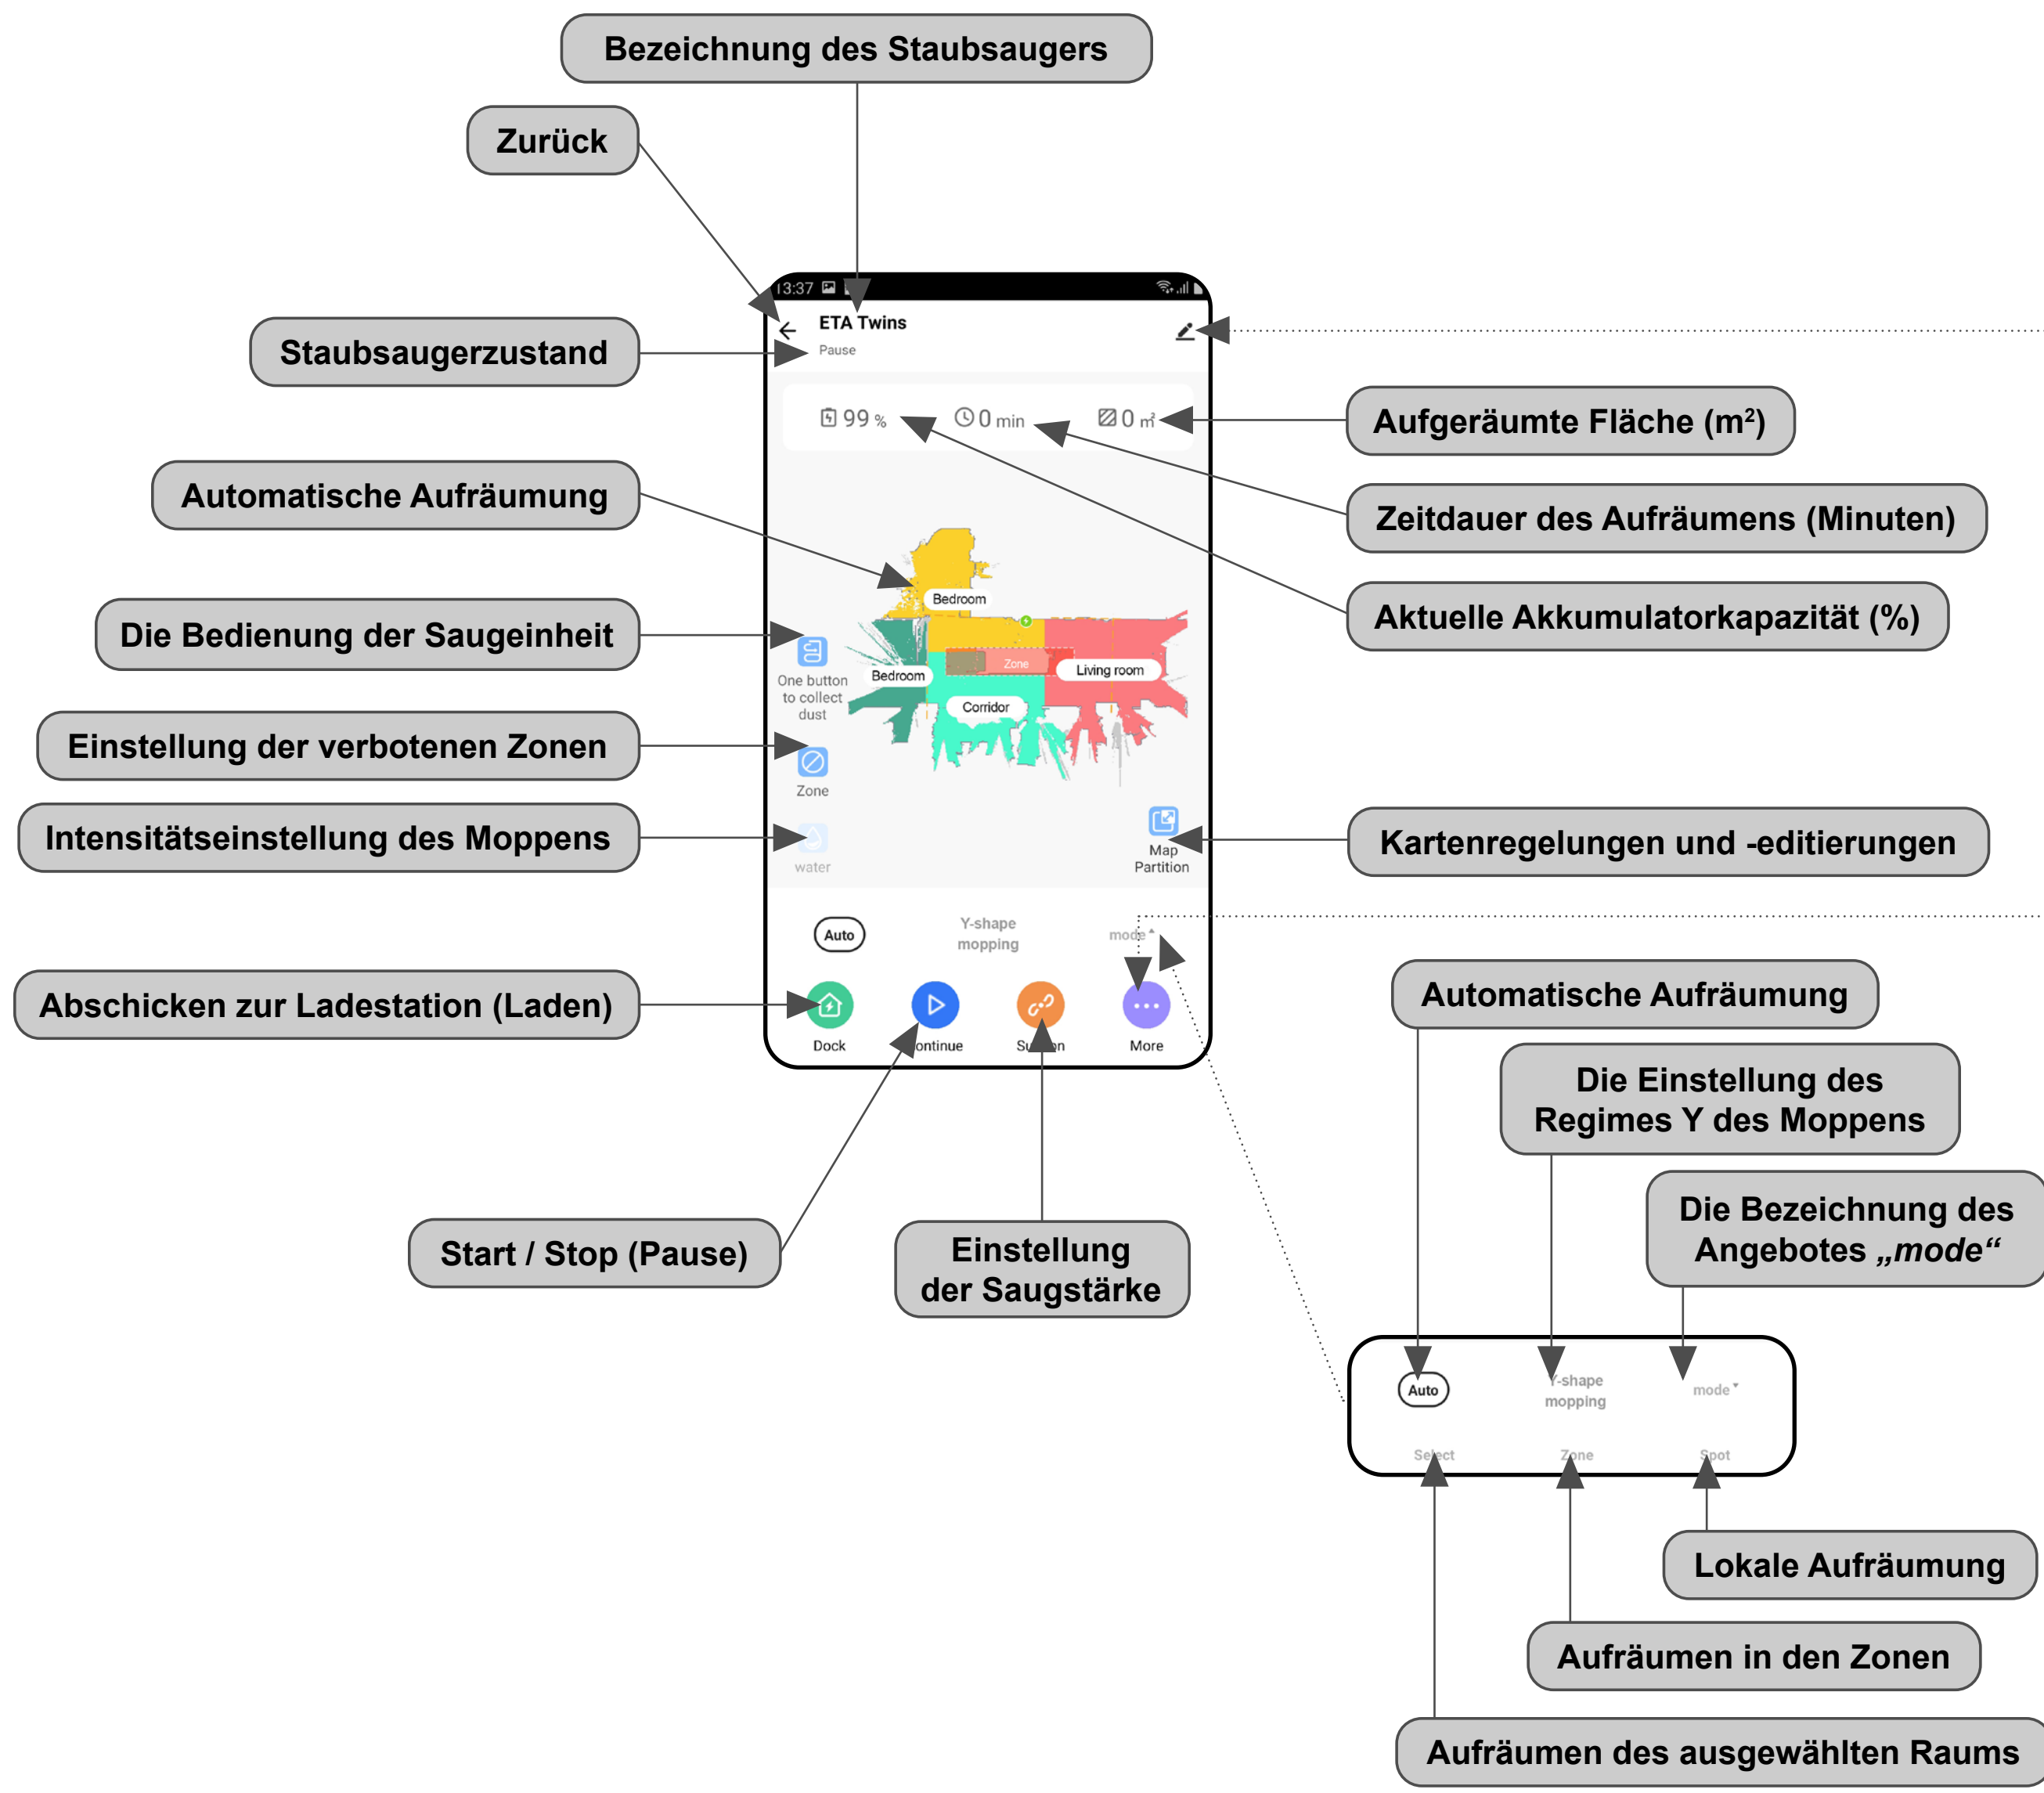 Bezeichnung des Staubsaugers
Zurück
13:37
ETA Twins
Pause
Staubsaugerzustand
99 %
0 min
0 m²
Aufgeräumte Fläche (m²)
Automatische Aufräumung
Zeitdauer des Aufräumens (Minuten)
Bedroom
Aktuelle Akkumulatorkapazität (%)
Die Bedienung der Saugeinheit
One button
to collect
dust
Bedroom
Zone
Living room
Corridor
Einstellung der verbotenen Zonen
Zone
Intensitätseinstellung des Moppens
water
Map
Partition
Kartenregelungen und -editierungen
Auto
Y-shape
mopping
mode
Abschicken zur Ladestation (Laden)
Dock
More
Automatische Aufräumung
Die Einstellung des
Regimes Y des Moppens
Die Bezeichnung des
Angebotes „mode“
Start / Stop (Pause)
Einstellung
der Saugstärke
Auto
Y-shape
mopping
mode
Select
Zone
Spot
Lokale Aufräumung
Aufräumen in den Zonen
Aufräumen des ausgewählten Raums